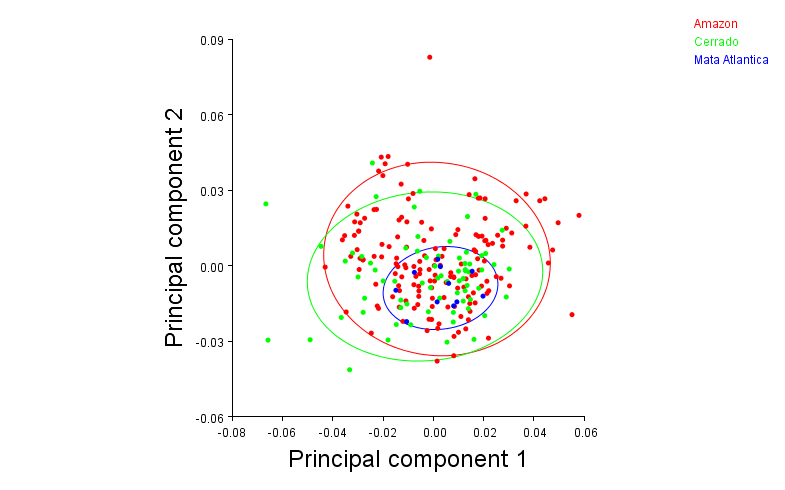 Amazon
Cerrado
Mata Atlantica
0.09
0.06
0.03
0.00
-0.03
-0.06
Principal component 2
-0.08
-0.06
-0.04
-0.02
0.00
0.02
0.04
0.06
Principal component 1